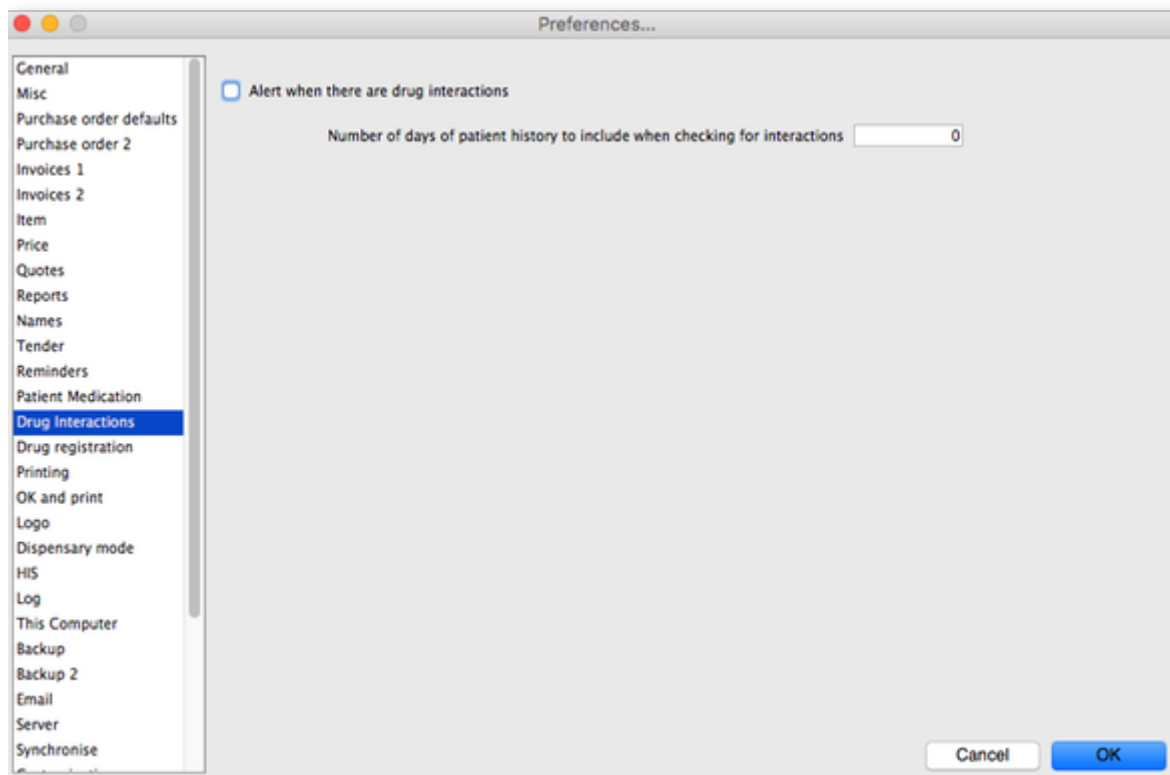 Preferences...
General
Misc
Purchase order defaults
Purchase order 2
Invoices 1
Invoices 2
Item
Price
Quotes
Reports
Names
Tender
Reminders
Patient Medication
Drug Interactions
Drug registration
Printing
OK and print
Logo
Dispensary mode
HIS
Log
This Computer
Backup
Backup 2
Email
Server
Synchronise
Alert when there are drug interactions
Number of days of patient history to include when checking for interactions 0
Cancel OK